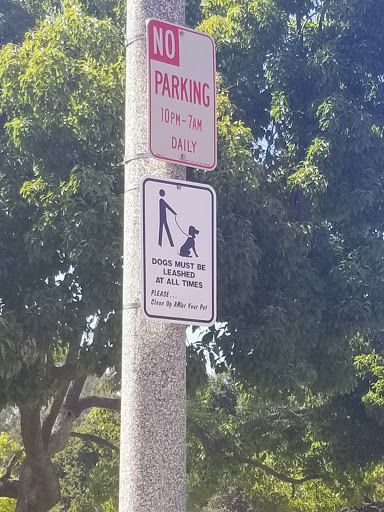 NO
PARKING
10PM-7AM
DAILY
DOGS MUST BE
LEASHED
AT ALL TIMES
PLEASE...
Clean Up After Your Pet